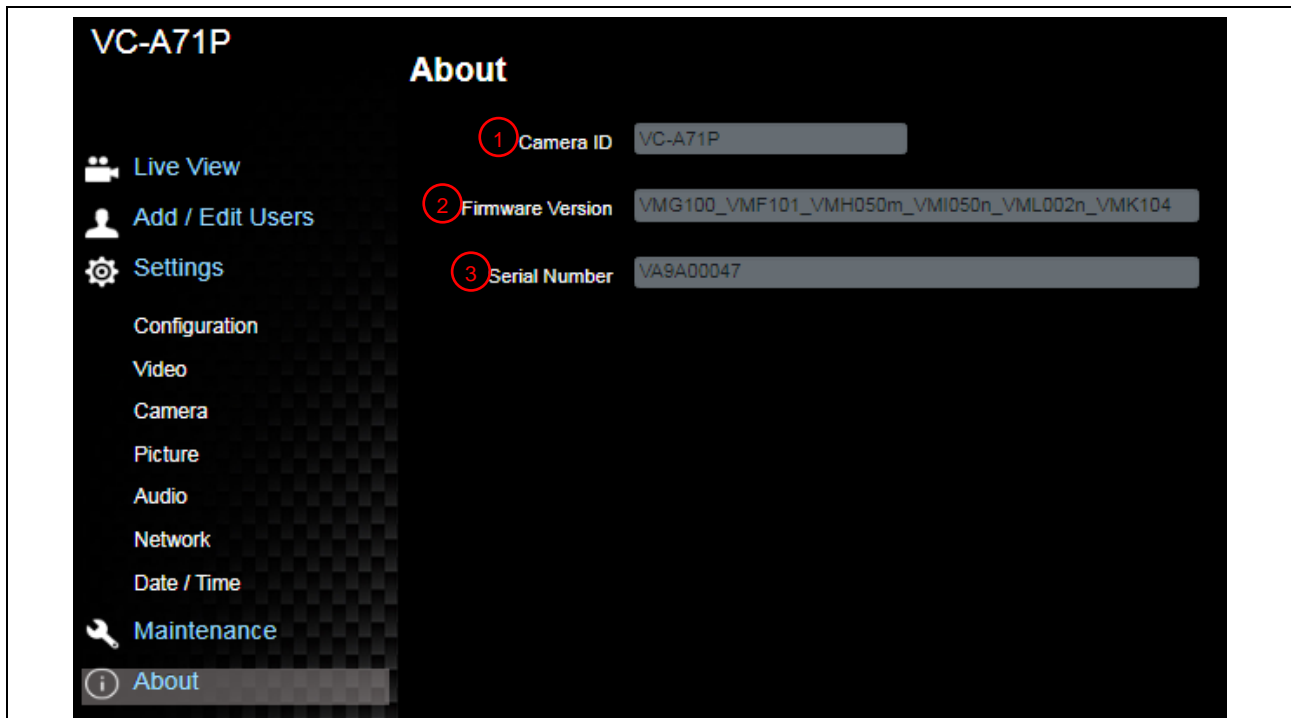 VC-A71P
Live View
Add / Edit Users
Settings
Configuration
Video
Camera
Picture
Audio
Network
Date / Time
Maintenance
About
About
1 Camera ID VC-A71P
2 Firmware Version VMG100_VMF101_VMH050m_VMI050n_VML002n_VMK104
3 Serial Number VA9A00047